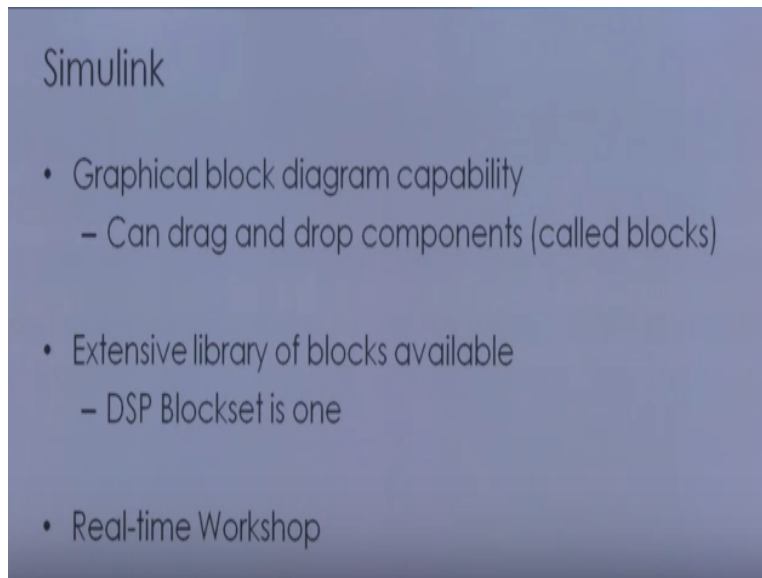 Simulink
• Graphical block diagram capability
– Can drag and drop components (called blocks)
• Extensive library of blocks available
– DSP Blockset is one
• Real-time Workshop